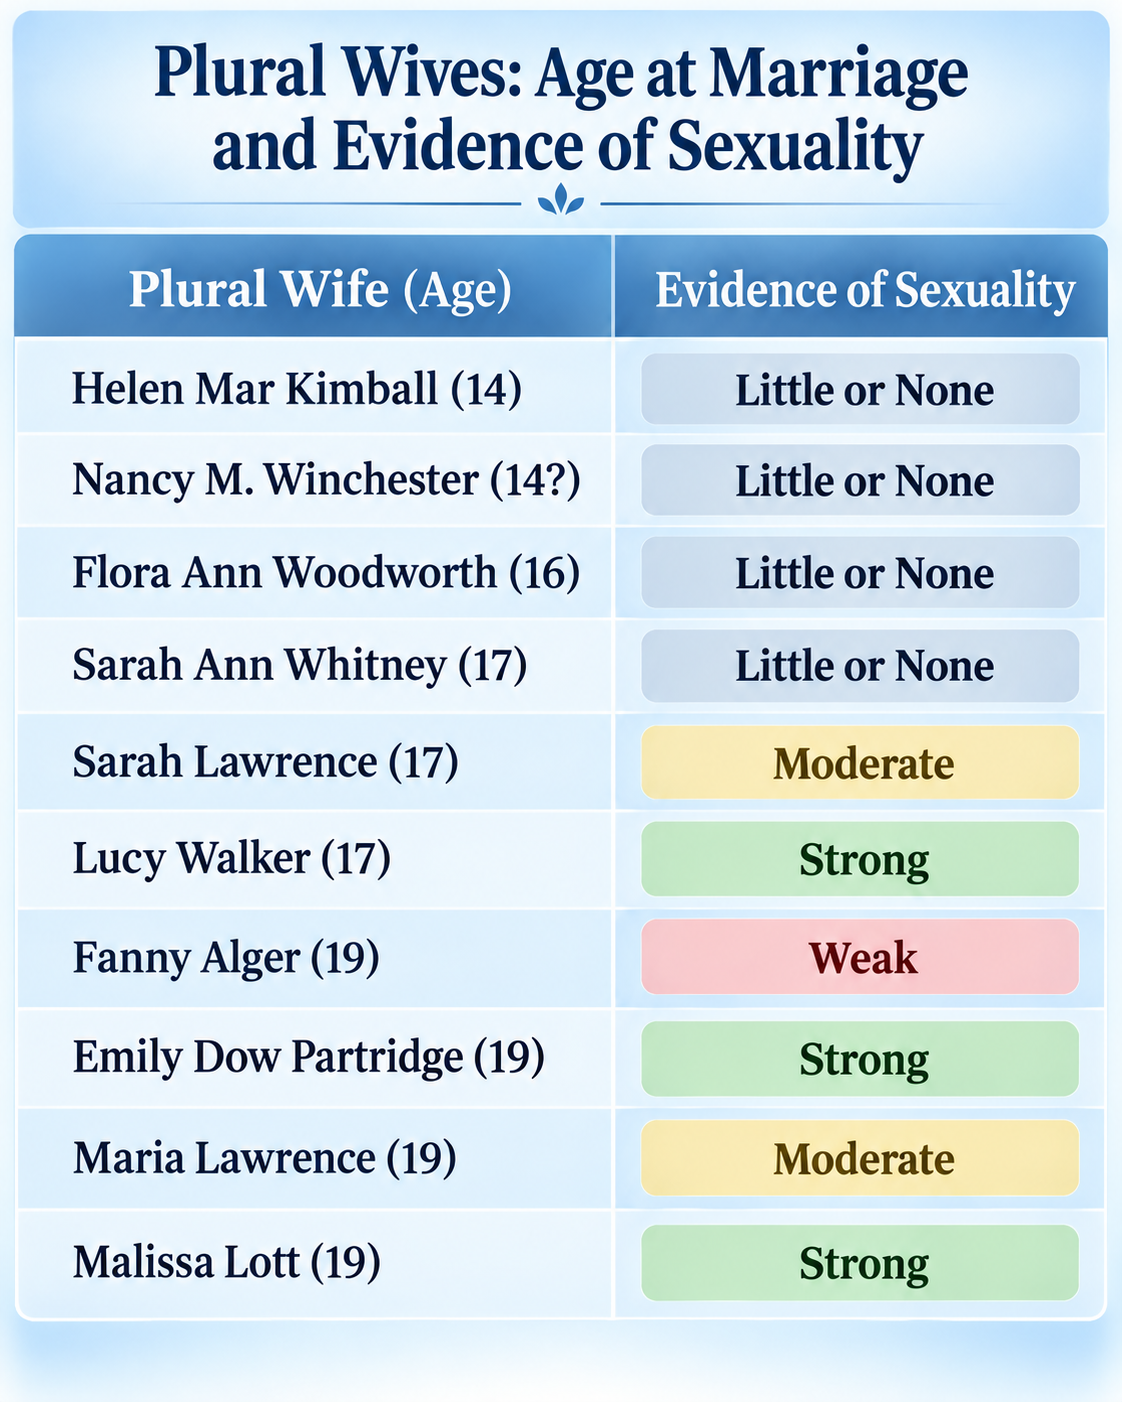 Plural Wives: Age at Marriage
and Evidence of Sexuality
Plural Wife (Age) Evidence of Sexuality
Helen Mar Kimball (14) Little or None
Nancy M. Winchester (14?) Little or None
Flora Ann Woodworth (16) Little or None
Sarah Ann Whitney (17) Little or None
Sarah Lawrence (17) Moderate
Lucy Walker (17) Strong
Fanny Alger (19) Weak
Emily Dow Partridge (19) Strong
Maria Lawrence (19) Moderate
Malissa Lott (19) Strong